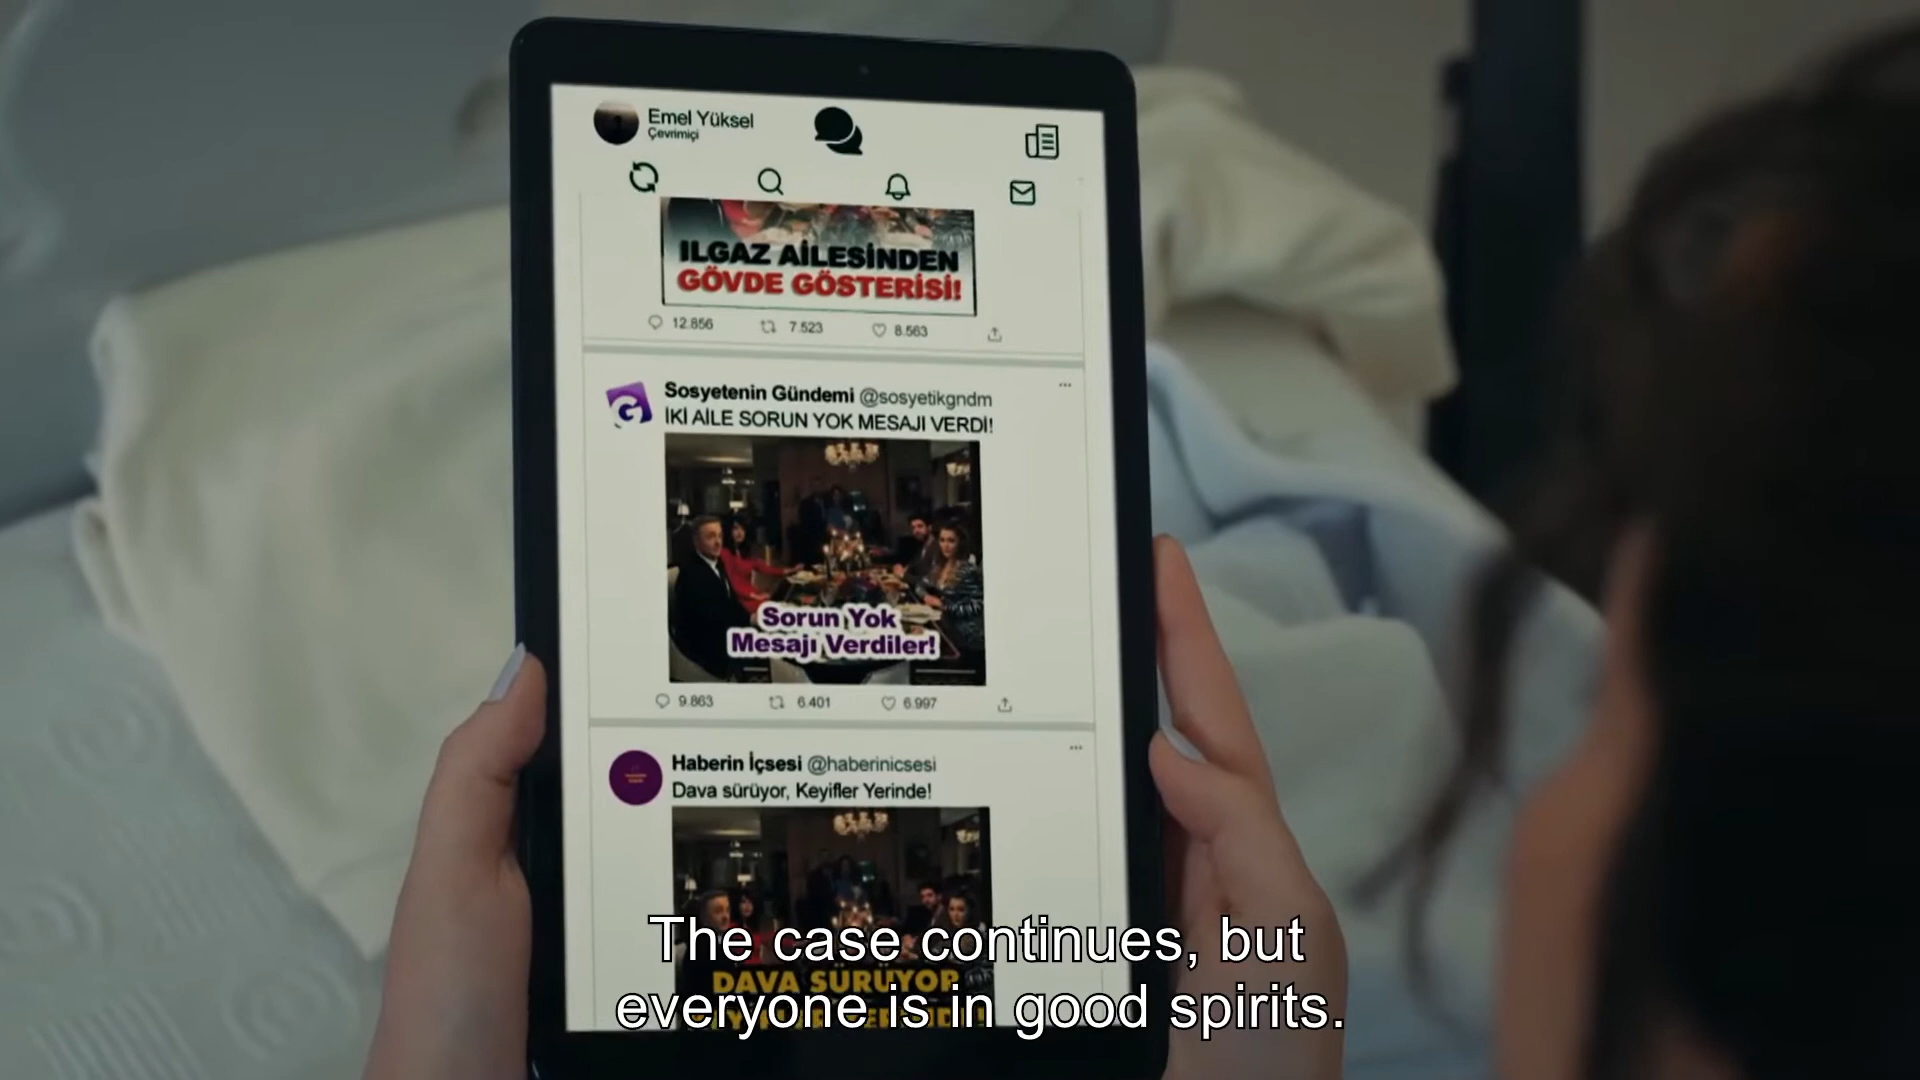 Emel Yüksel
Çevrimiçi
ILGAZ AİLESİNDEN
GÖVDE GÖSTERİSİ!
12.856 7.523 8.563
Sosyetenin Gündemi @sosyetikgndm
İKİ AİLE SORUN YOK MESAJI VERDİ!
Sorun Yok
Mesajı Verdiler!
9.863 6.401 6.997
Haberin İçsesi @haberinicsesi
Dava sürüyor, Keyifler Yerinde!
DAVA SÜRÜYOR
The case continues, but
everyone is in good spirits.